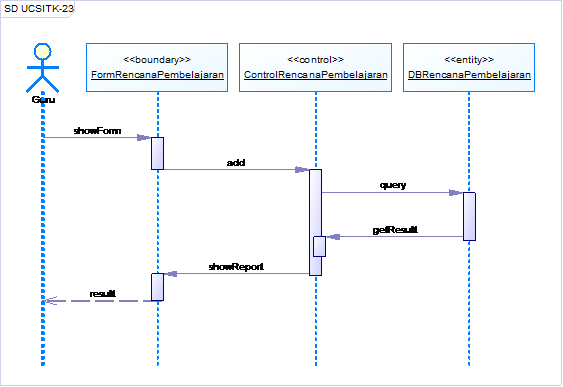 SD UCSITK-23
<<boundary>>
FormRencanaPembelajaran
<<control>>
ControlRencanaPembelajaran
<<entity>>
DBRencanaPembelajaran
Guru
showForm
add
query
getResult
showReport
result